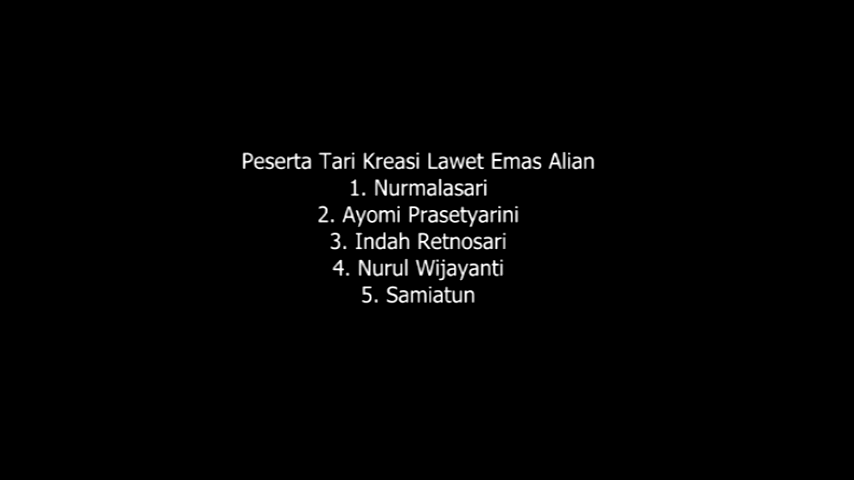 Peserta Tari Kreasi Lawet Emas Alian
1. Nurmalasari
2. Ayomi Prasetyarini
3. Indah Retnosari
4. Nurul Wijayanti
5. Samiatun